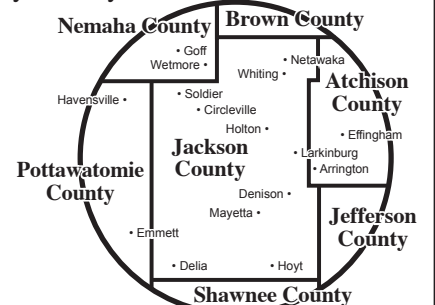 Nemaha County
Brown County
• Goff
Wetmore •
• Netawaka
Whiting •
Atchison
County
Havensville •
• Soldier
• Circleville
Holton •
• Effingham
Jackson
County
• Larkinburg
• Arrington
Pottawatomie
County
Denison •
Mayetta •
Jefferson
County
• Emmett
• Delia
• Hoyt
Shawnee County